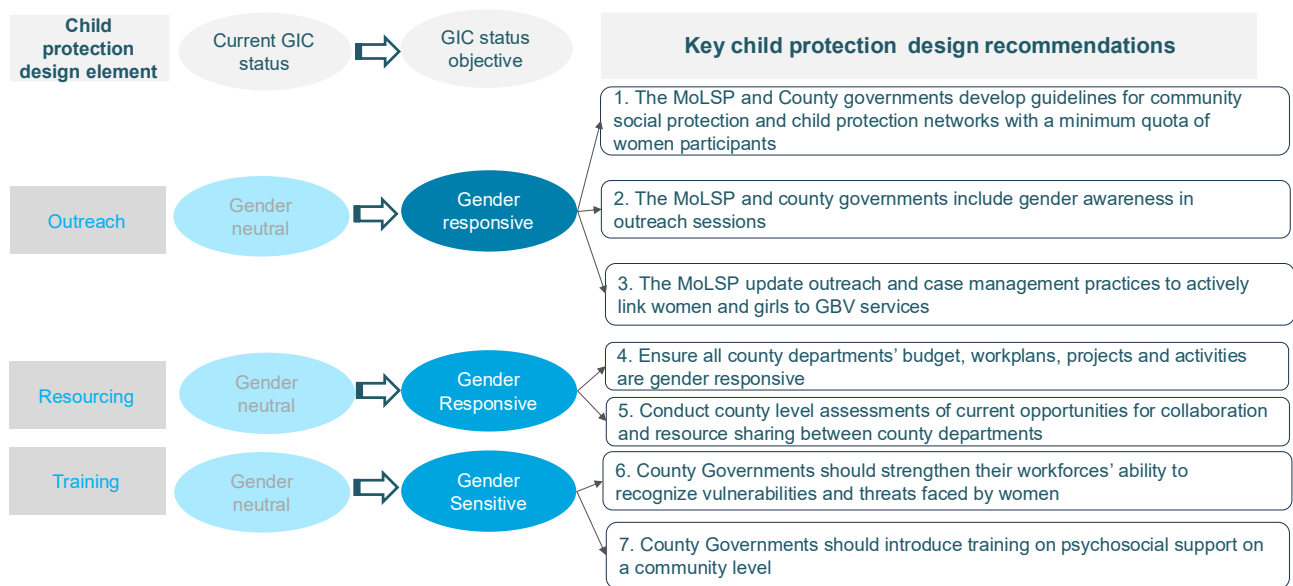 Child
protection
design element
Current GIC
status
GIC status
objective
Key child protection design recommendations
Outreach
Gender
neutral
Gender
responsive
1. The MoLSP and County governments develop guidelines for community
social protection and child protection networks with a minimum quota of
women participants
2. The MoLSP and county governments include gender awareness in
outreach sessions
3. The MoLSP update outreach and case management practices to actively
link women and girls to GBV services
Resourcing
Gender
neutral
Gender
Responsive
4. Ensure all county departments' budget, workplans, projects and activities
are gender responsive
5. Conduct county level assessments of current opportunities for collaboration
and resource sharing between county departments
Training
Gender
neutral
Gender
Sensitive
6. County Governments should strengthen their workforces' ability to
recognize vulnerabilities and threats faced by women
7. County Governments should introduce training on psychosocial support on
a community level